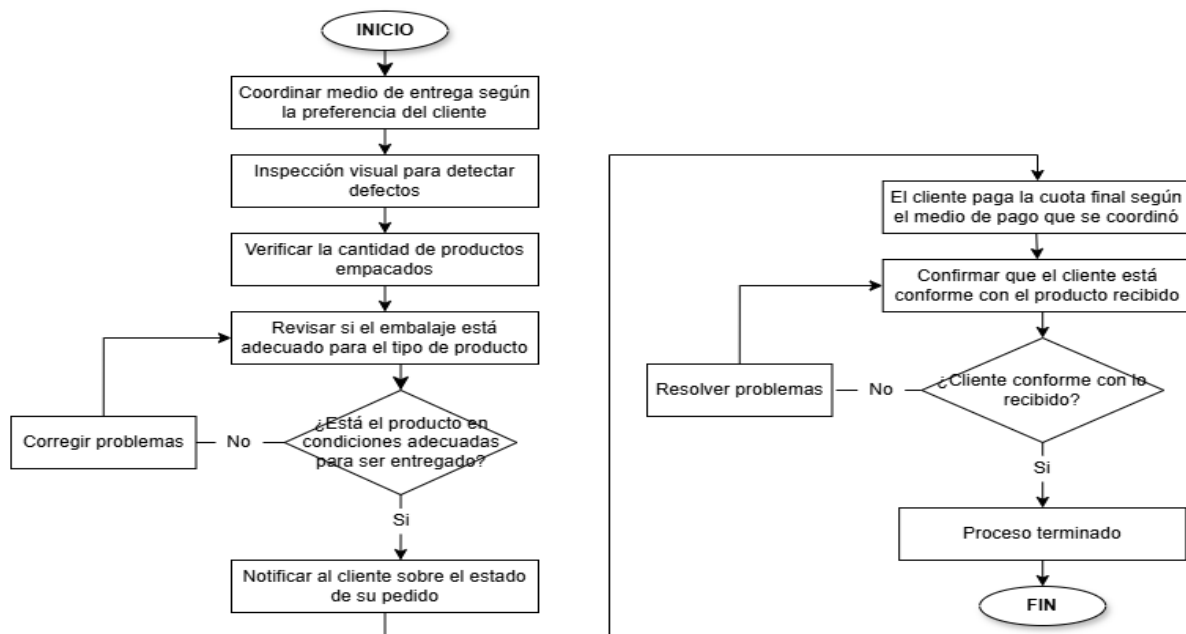 INICIO
Coordinar medio de entrega según
la preferencia del cliente
Inspección visual para detectar
defectos
Verificar la cantidad de productos
empacados
Revisar si el embalaje está
adecuado para el tipo de producto
¿Está el producto en
condiciones adecuadas
para ser entregado?
No
Corregir problemas
Si
Notificar al cliente sobre el estado
de su pedido
El cliente paga la cuota final según
el medio de pago que se coordinó
Confirmar que el cliente está
conforme con el producto recibido
¿Cliente conforme con lo
recibido?
No
Resolver problemas
Si
Proceso terminado
FIN